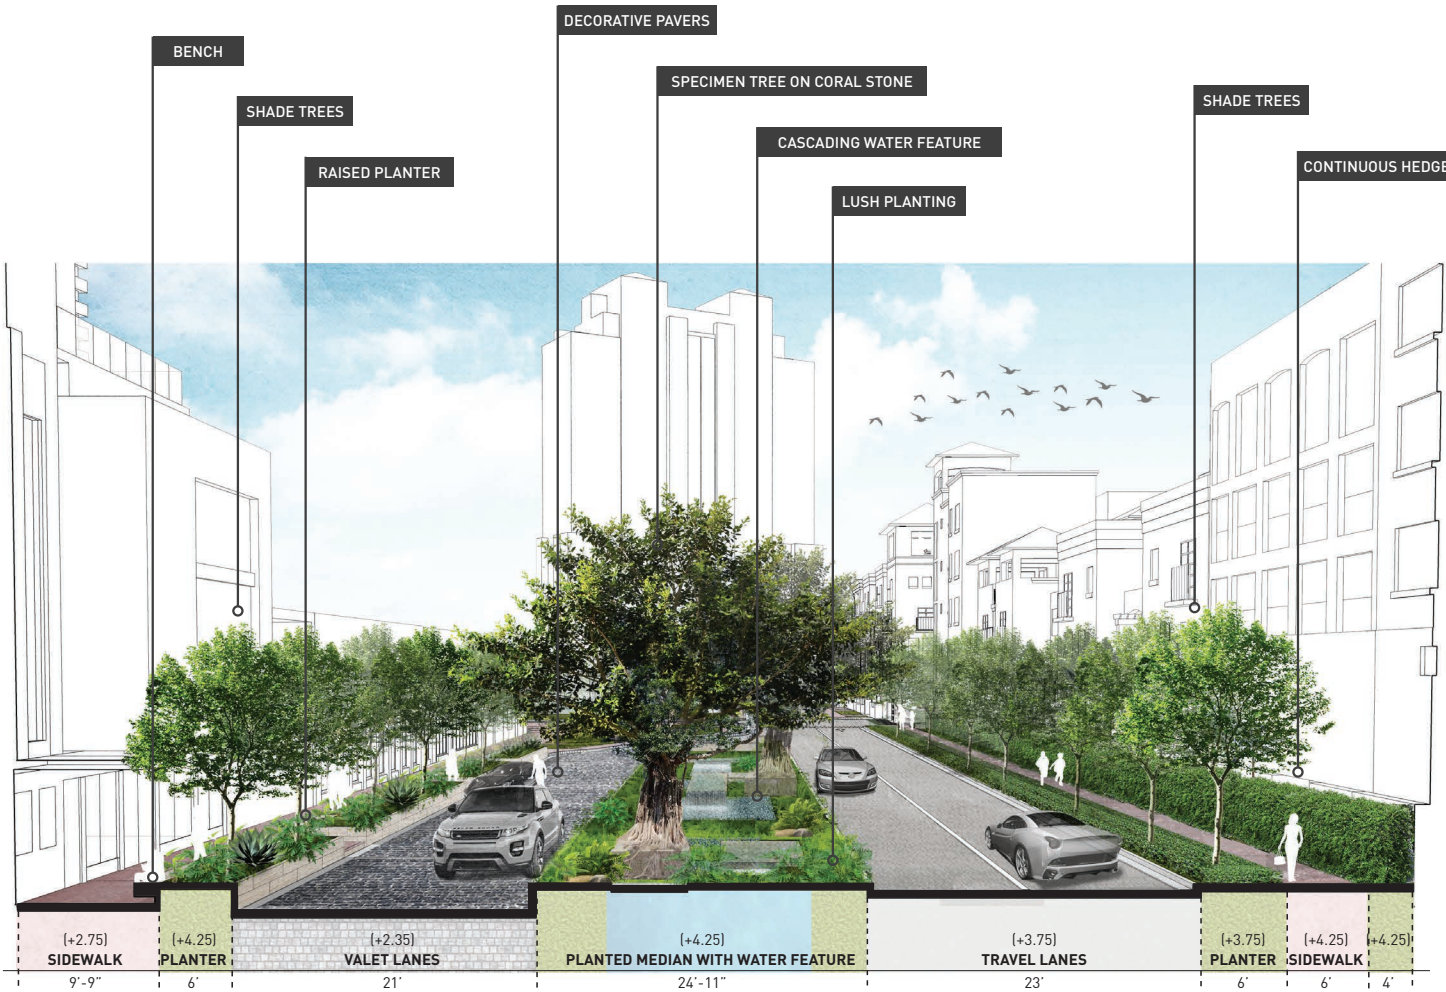 DECORATIVE PAVERS
BENCH
SPECIMEN TREE ON CORAL STONE
SHADE TREES
SHADE TREES
CASCADING WATER FEATURE
RAISED PLANTER
CONTINUOUS HEDGE
LUSH PLANTING
(+2.75)
SIDEWALK
9'-9"
(+4.25)
PLANTER
6'
(+2.35)
VALET LANES
21'
(+4.25)
PLANTED MEDIAN WITH WATER FEATURE
24'-11"
(+3.75)
TRAVEL LANES
23'
(+3.75)
PLANTER
6'
(+4.25)
SIDEWALK
6'
(+4.25)
4'